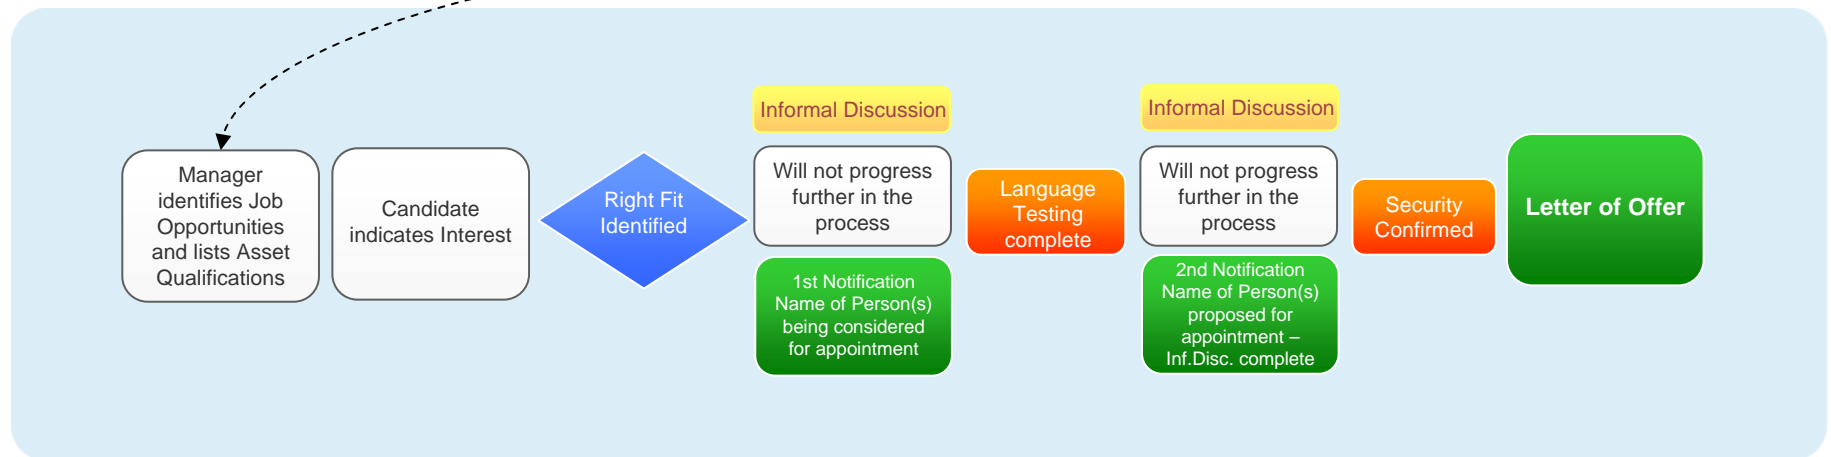 Manager
identifies Job
Opportunities
and lists Asset
Qualifications
Candidate
indicates Interest
Right Fit
Identified
Informal Discussion
Will not progress
further in the
process
1st Notification
Name of Person(s)
being considered
for appointment
Language
Testing
complete
Informal Discussion
Will not progress
further in the
process
2nd Notification
Name of Person(s)
proposed for
appointment –
Inf.Disc. complete
Security
Confirmed
Letter of Offer